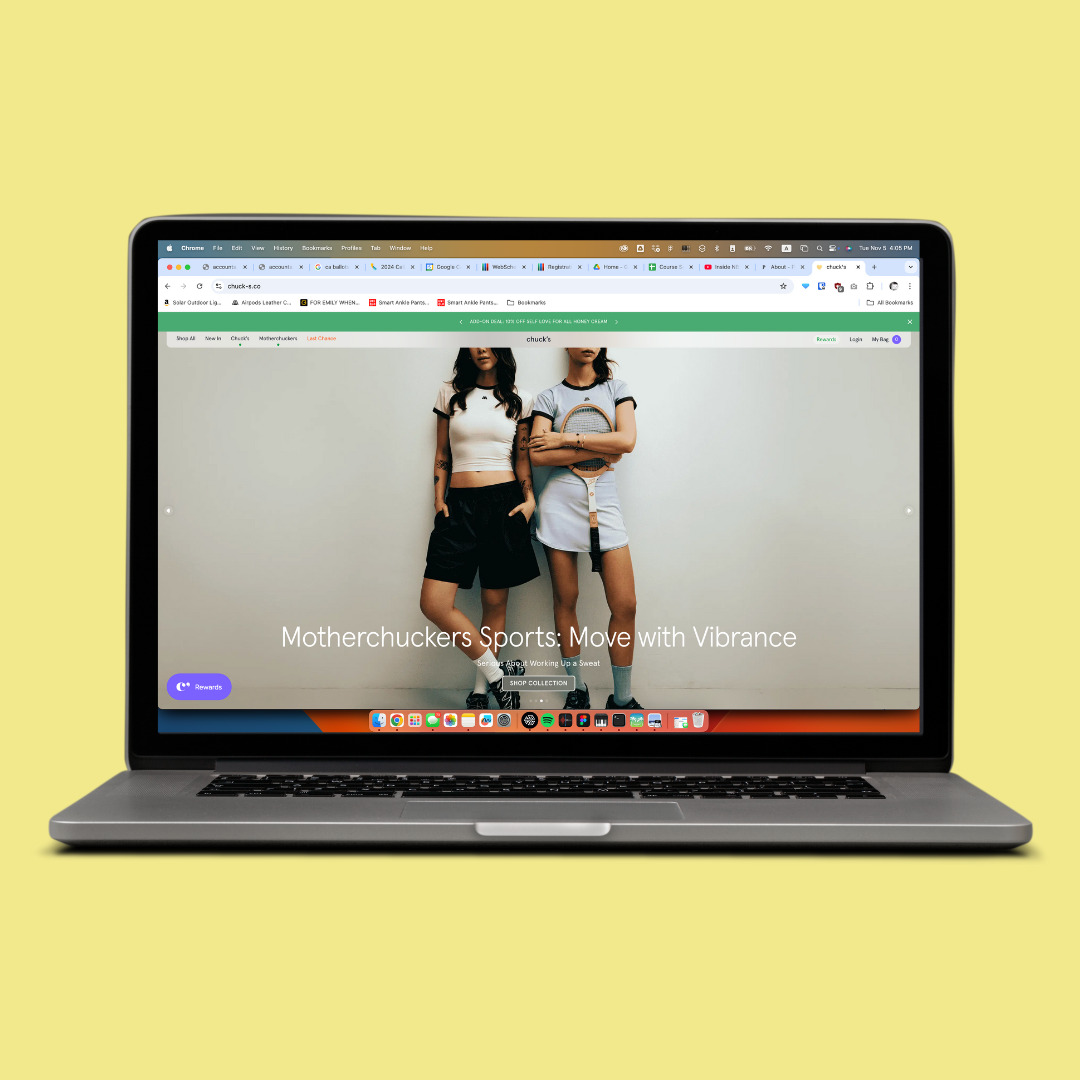 Chrome File Edit View History Bookmarks Profiles Tab Window Help Tue Nov 5 4:05 PM
accounts accounts ca ballot 2024 Cal Google C WebSch Registrar Home - Course S Inside N About - chuck's
chuck-s.co
Solar Outdoor Lig... Airpods Leather C... FOR EMILY WHEN... Smart Ankle Pants... Smart Ankle Pants... Bookmarks All Bookmarks
ADD-ON DEAL: 10% OFF SELF LOVE FOR ALL HONEY CREAM
Shop All New In Chuck's Motherchuckers Last Chance chuck's Rewards Login My Bag 0
Motherchuckers Sports: Move with Vibrance
Serious About Working Up a Sweat
SHOP COLLECTION
Rewards